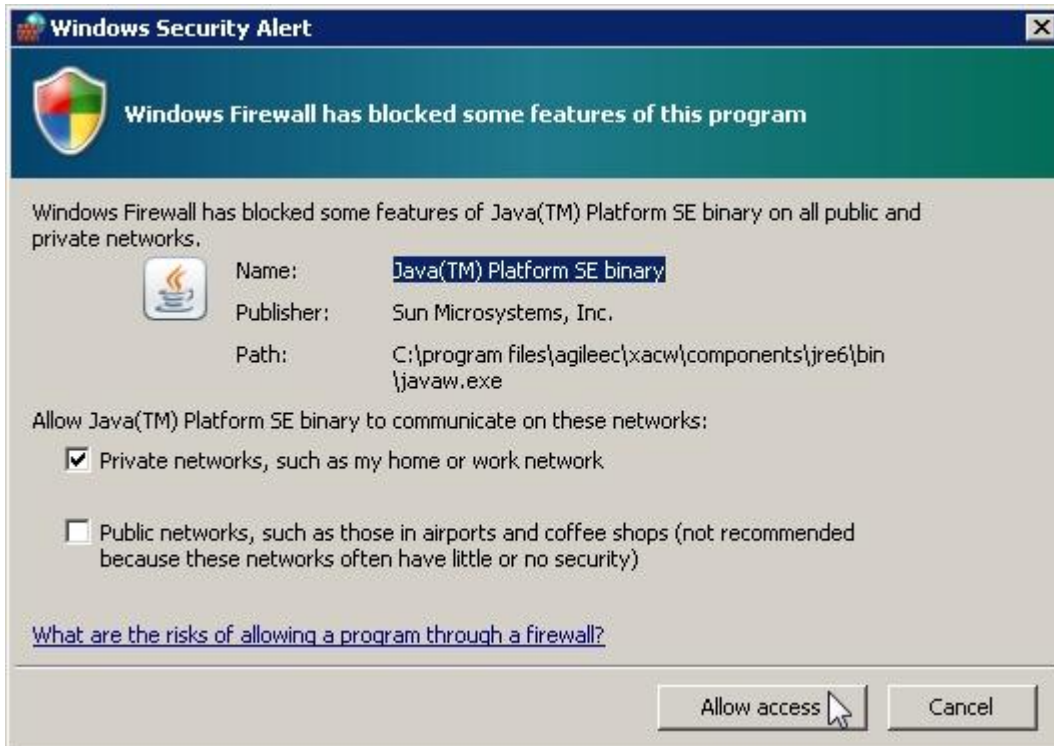 Windows Security Alert
Windows Firewall has blocked some features of this program
Windows Firewall has blocked some features of Java(TM) Platform SE binary on all public and
private networks.
Name: Java(TM) Platform SE binary
Publisher: Sun Microsystems, Inc.
Path: C:\program files\agileec\xacw\components\jre6\bin
\javaw.exe
Allow Java(TM) Platform SE binary to communicate on these networks:
Private networks, such as my home or work network
Public networks, such as those in airports and coffee shops (not recommended
because these networks often have little or no security)
What are the risks of allowing a program through a firewall?
Allow access Cancel